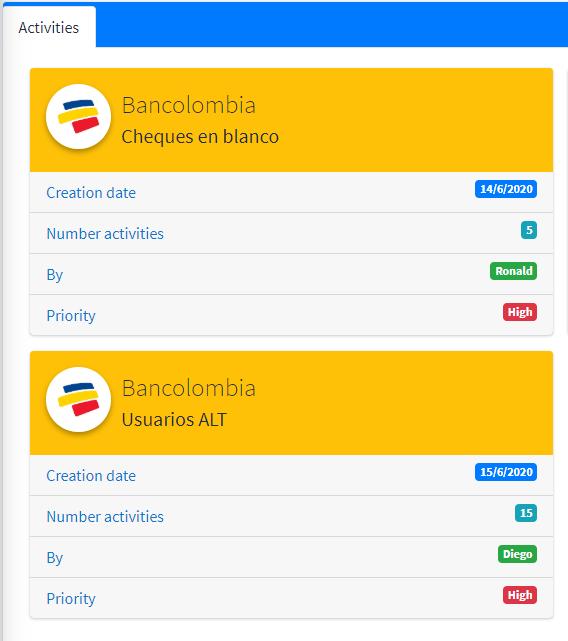 Activities
Bancolombia
Cheques en blanco
Creation date 14/6/2020
Number activities 5
By Ronald
Priority High
Bancolombia
Usuarios ALT
Creation date 15/6/2020
Number activities 15
By Diego
Priority High